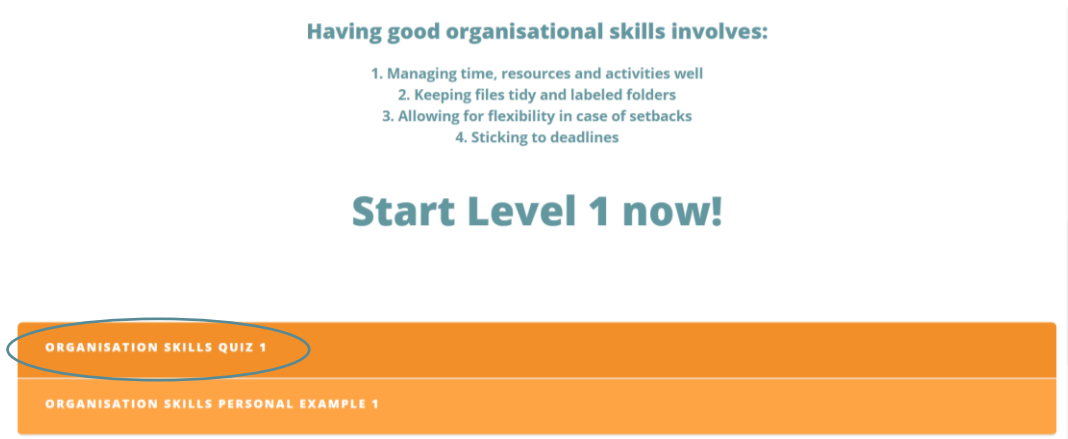 Having good organisational skills involves:
1. Managing time, resources and activities well
2. Keeping files tidy and labeled folders
3. Allowing for flexibility in case of setbacks
4. Sticking to deadlines
Start Level 1 now!
ORGANISATION SKILLS QUIZ 1
ORGANISATION SKILLS PERSONAL EXAMPLE 1